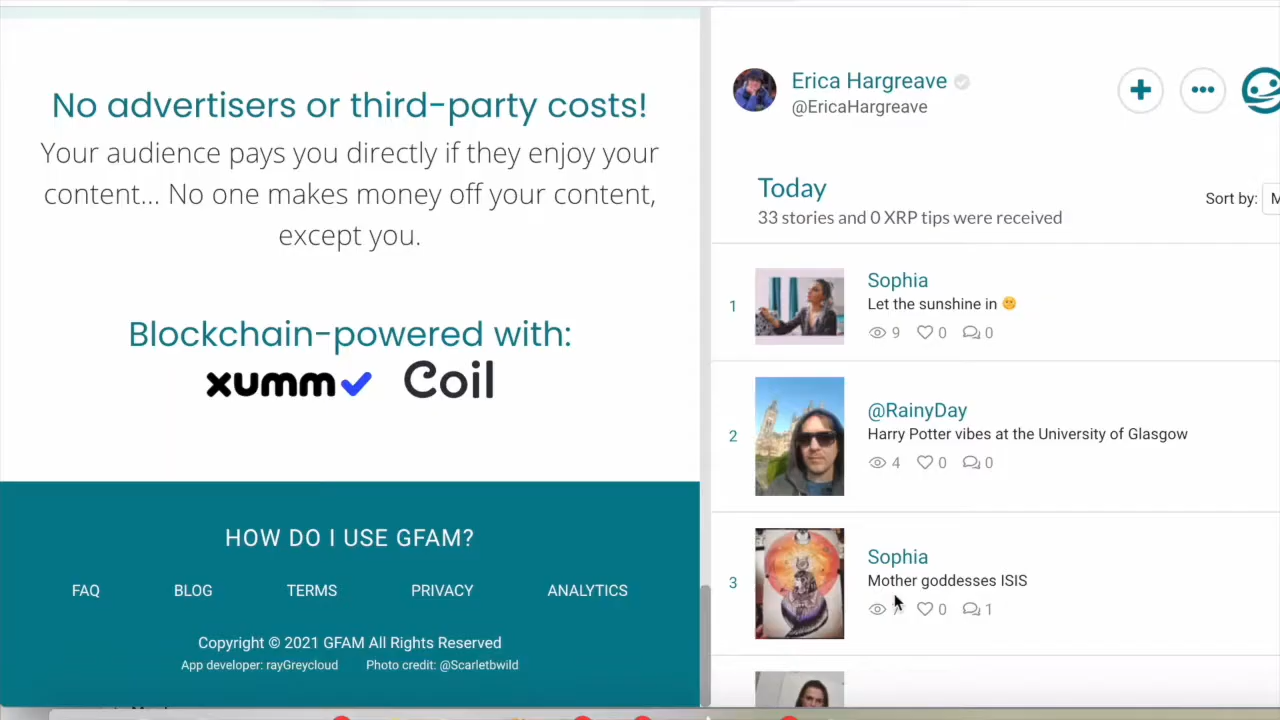 No advertisers or third-party costs!
Your audience pays you directly if they enjoy your
content... No one makes money off your content,
except you.
Blockchain-powered with:
xumm Coil
HOW DO I USE GFAM?
FAQ BLOG TERMS PRIVACY ANALYTICS
Copyright © 2021 GFAM All Rights Reserved
App developer: rayGreycloud Photo credit: @Scarletbwild
Erica Hargreave
@EricaHargreave
Today
Sort by: M
33 stories and 0 XRP tips were received
1
Sophia
Let the sunshine in 🙂
9 0 0
2
@RainyDay
Harry Potter vibes at the University of Glasgow
4 0 0
3
Sophia
Mother goddesses ISIS
0 1